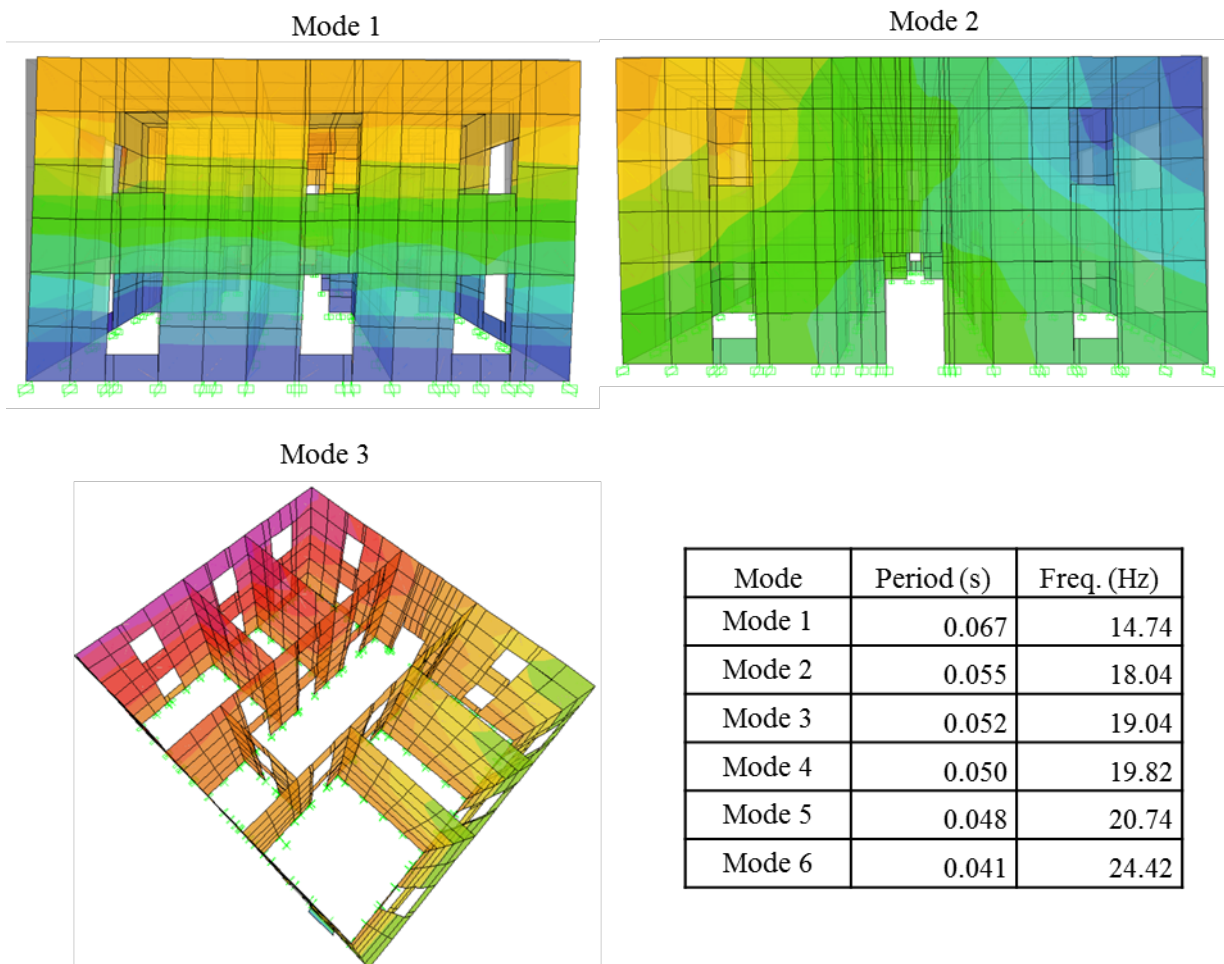 Mode 1
Mode 2
Mode 3
Mode Period (s) Freq. (Hz)
Mode 1 0.067 14.74
Mode 2 0.055 18.04
Mode 3 0.052 19.04
Mode 4 0.050 19.82
Mode 5 0.048 20.74
Mode 6 0.041 24.42